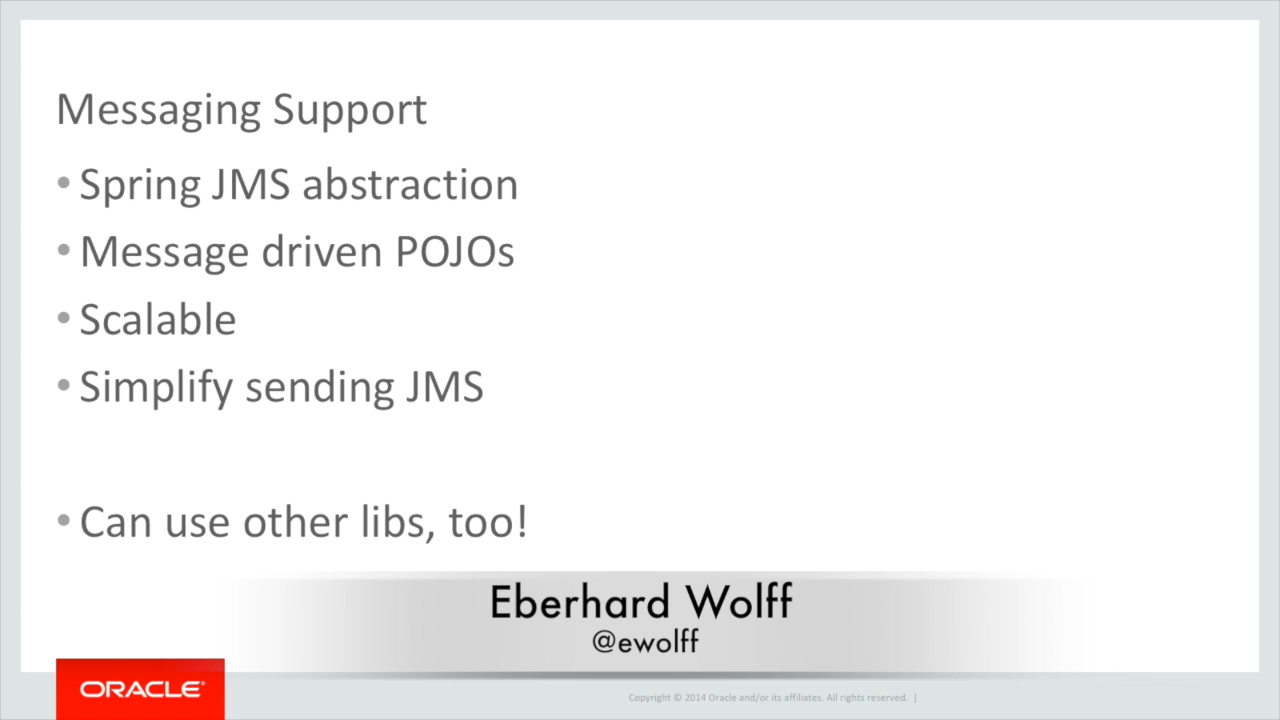 Messaging Support
• Spring JMS abstraction
• Message driven POJOs
• Scalable
• Simplify sending JMS
• Can use other libs, too!
Eberhard Wolff
@ewolff
ORACLE®
Copyright © 2014 Oracle and/or its affiliates. All rights reserved. |